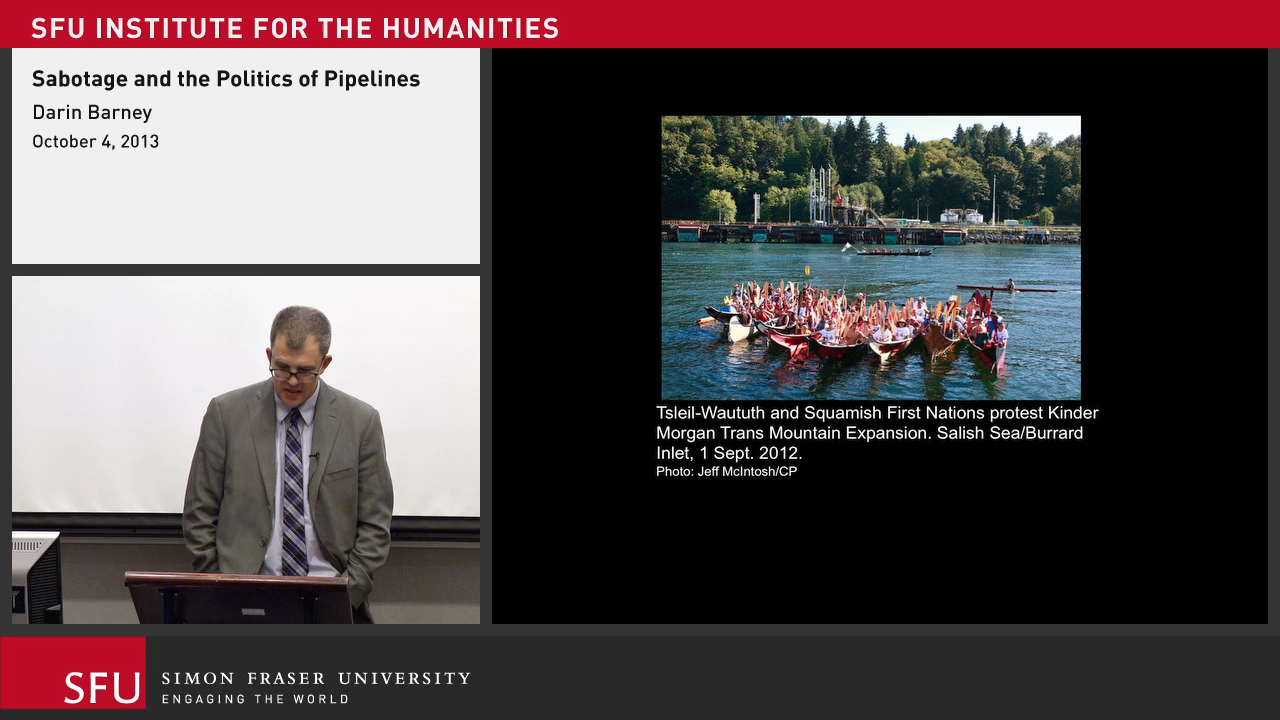 SFU INSTITUTE FOR THE HUMANITIES
Sabotage and the Politics of Pipelines
Darin Barney
October 4, 2013
Tsleil-Waututh and Squamish First Nations protest Kinder
Morgan Trans Mountain Expansion. Salish Sea/Burrard
Inlet, 1 Sept. 2012.
Photo: Jeff McIntosh/CP
SFU
SIMON FRASER UNIVERSITY
ENGAGING THE WORLD